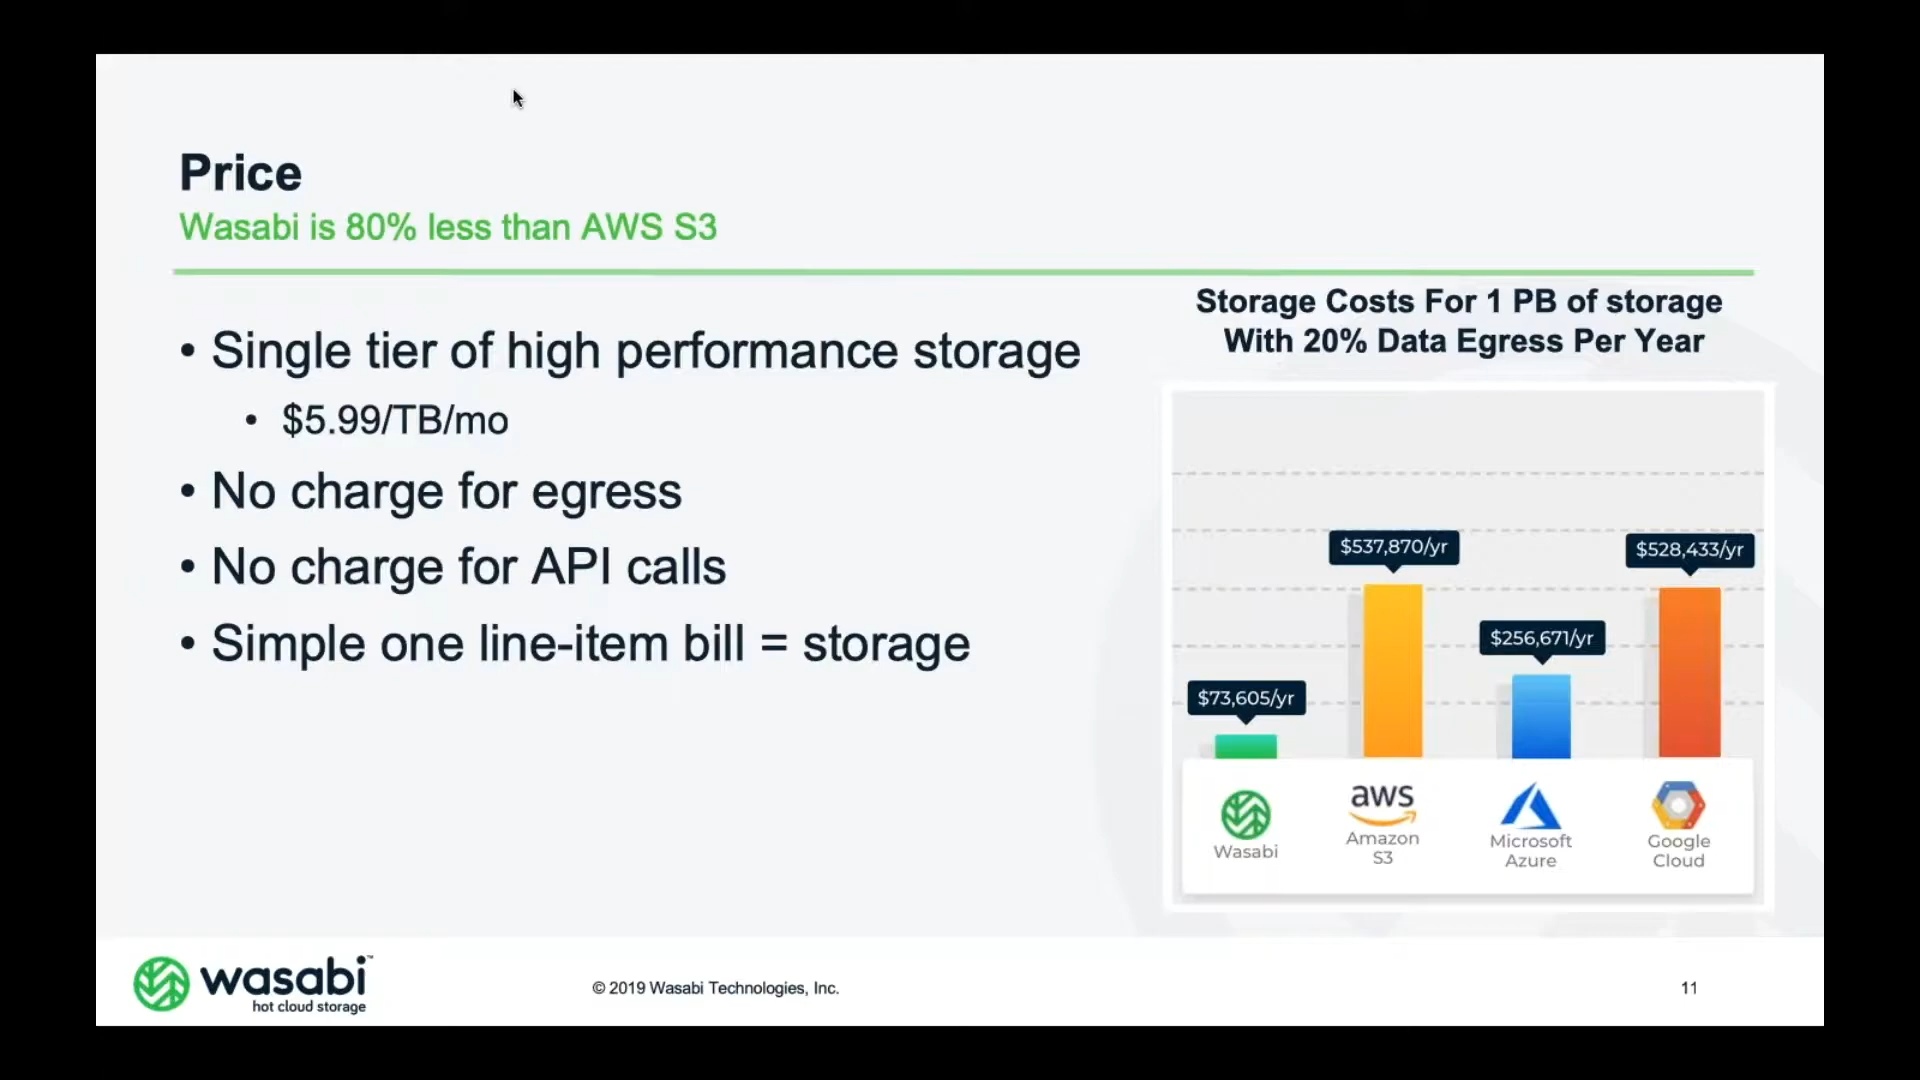 Price
Wasabi is 80% less than AWS S3
• Single tier of high performance storage
• $5.99/TB/mo
• No charge for egress
• No charge for API calls
• Simple one line-item bill = storage
Storage Costs For 1 PB of storage
With 20% Data Egress Per Year
$537,870/yr
$528,433/yr
$256,671/yr
$73,605/yr
Wasabi
aws
Amazon
S3
Microsoft
Azure
Google
Cloud
wasabi™
hot cloud storage
© 2019 Wasabi Technologies, Inc.
11